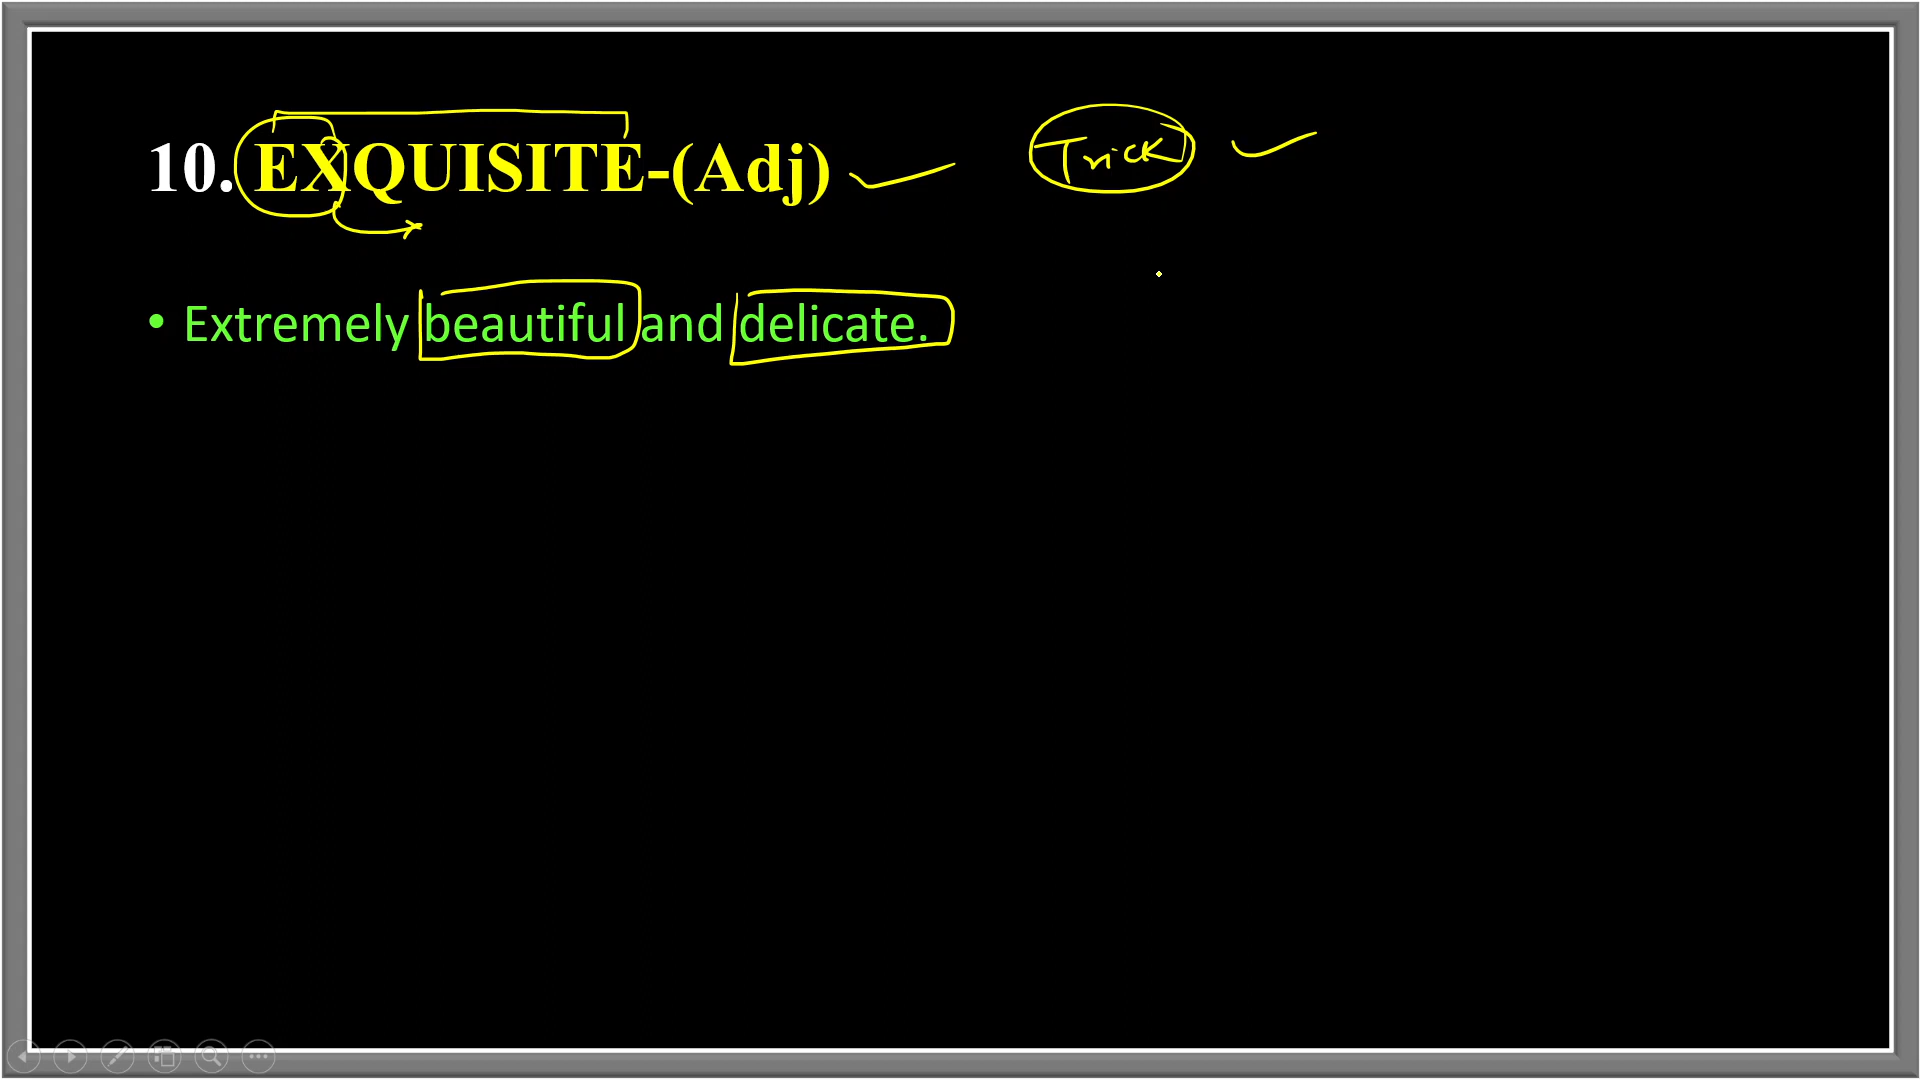 10. EXQUISITE-(Adj) Trick
• Extremely beautiful and delicate.